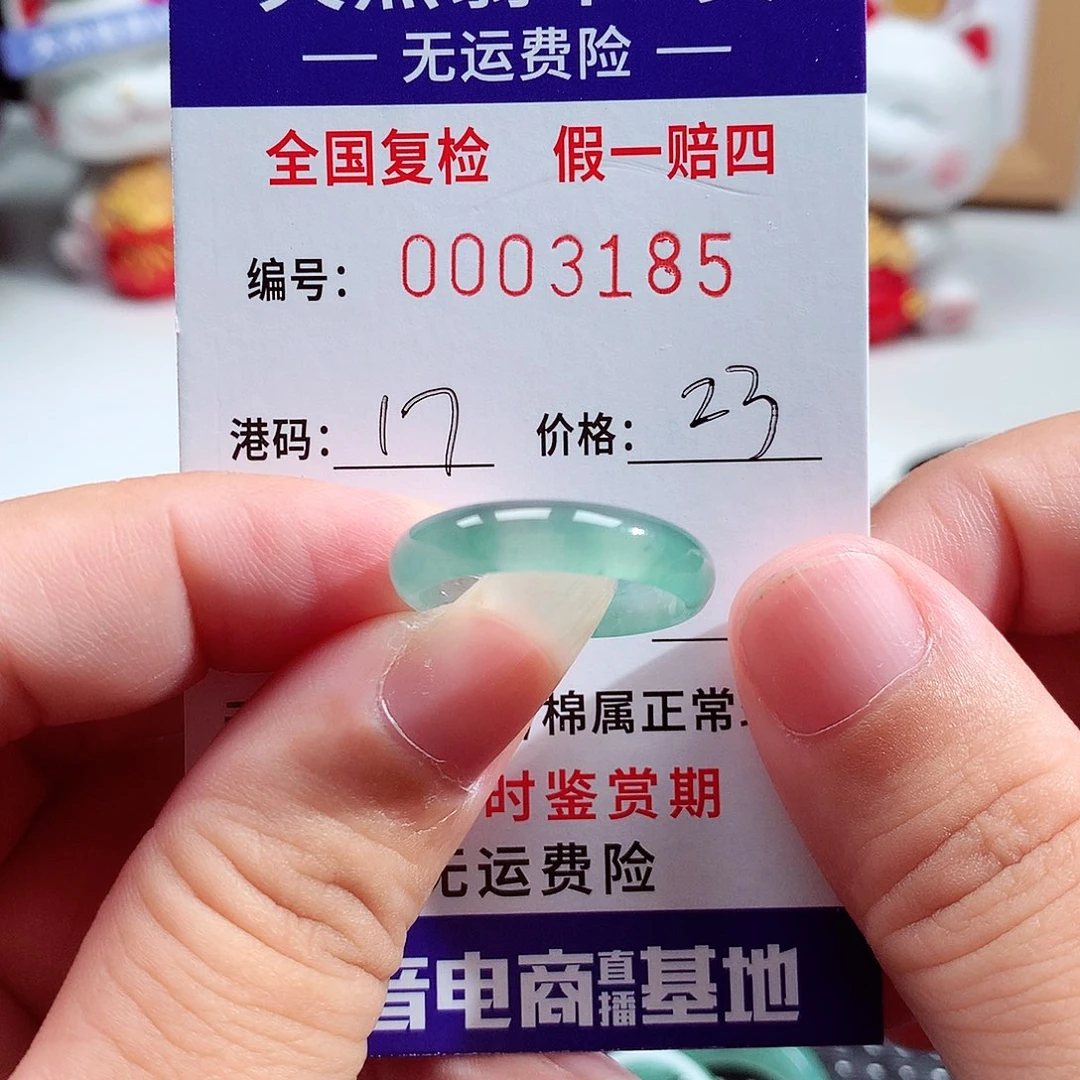 — 无运费险 —
全国复检 假一赔四
编号: 0003185
港码: 17 价格: 23
棉属正常
时鉴赏期
无运费险
音电商直播基地